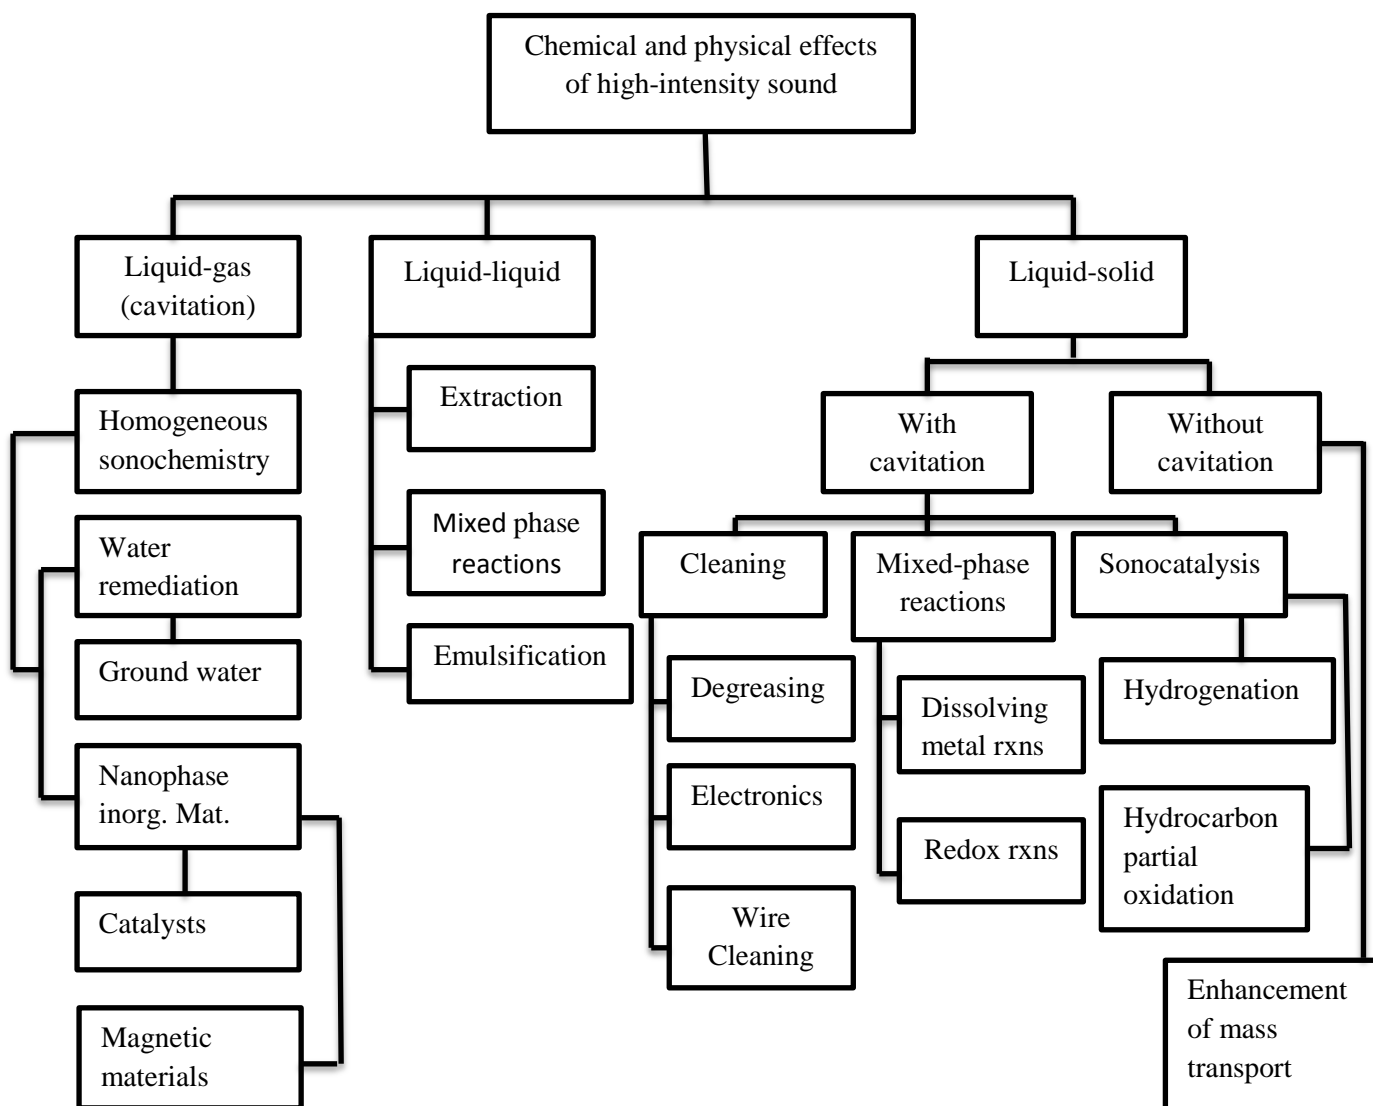 Chemical and physical effects
of high-intensity sound
Liquid-gas
(cavitation)
Liquid-liquid
Liquid-solid
Homogeneous
sonochemistry
Water
remediation
Ground water
Nanophase
inorg. Mat.
Catalysts
Magnetic
materials
Extraction
Mixed phase
reactions
Emulsification
With
cavitation
Without
cavitation
Cleaning
Degreasing
Electronics
Wire
Cleaning
Mixed-phase
reactions
Dissolving
metal rxns
Redox rxns
Sonocatalysis
Hydrogenation
Hydrocarbon
partial
oxidation
Enhancement
of mass
transport